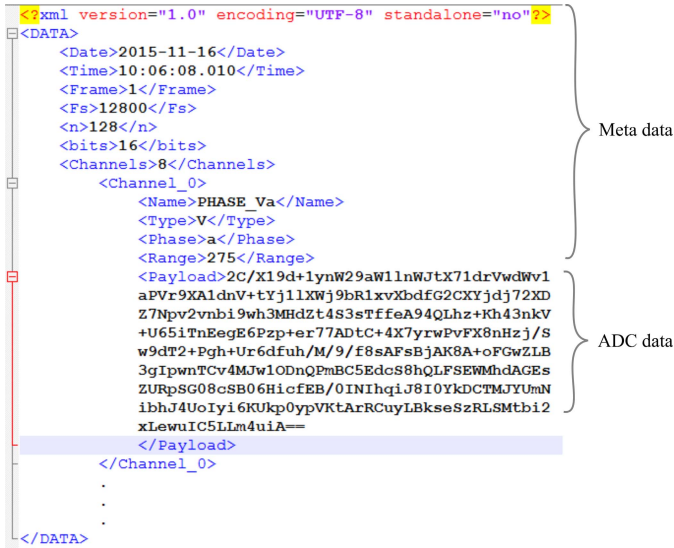 <?xml version="1.0" encoding="UTF-8" standalone="no"?>
<DATA>
<Date>2015-11-16</Date>
<Time>10:06:08.010</Time>
<Frame>1</Frame>
<Fs>12800</Fs>
<n>128</n>
<bits>16</bits>
<Channels>8</Channels>
<Channel_0>
<Name>PHASE_Va</Name>
<Type>V</Type>
<Phase>a</Phase>
<Range>275</Range>
Meta data
<Payload>2C/X19d+1ynW29aW1lnWJtX71drVwdWv1
aPVr9XA1dnV+tYj1lXWj9bR1xvXbdfG2CXYjdj72XD
Z7Npv2vnbi9wh3MHdZt4S3sTffeA94QLhz+Kh43nkV
+U65iTnEegE6Pzp+er77ADtC+4X7yrwPvFX8nHzj/S
w9dT2+Pgh+Ur6dfuh/M/9/f8sAFsBjAK8A+oFGwZLB
3gIpwnTCv4MJw1ODnQPmBC5EdcS8hQLFSEWMhdAGEs
ZURpSG08cSB06HicfEB/0INIhqiJ8I0YkDCTMJYUmN
ibhJ4UoIyi6KUkp0ypVKtArRCuyLBkseSzRLSMtbi2
xLewuIC5LLm4uiA==
</Payload>
ADC data
</Channel_0>
.
.
.
</DATA>